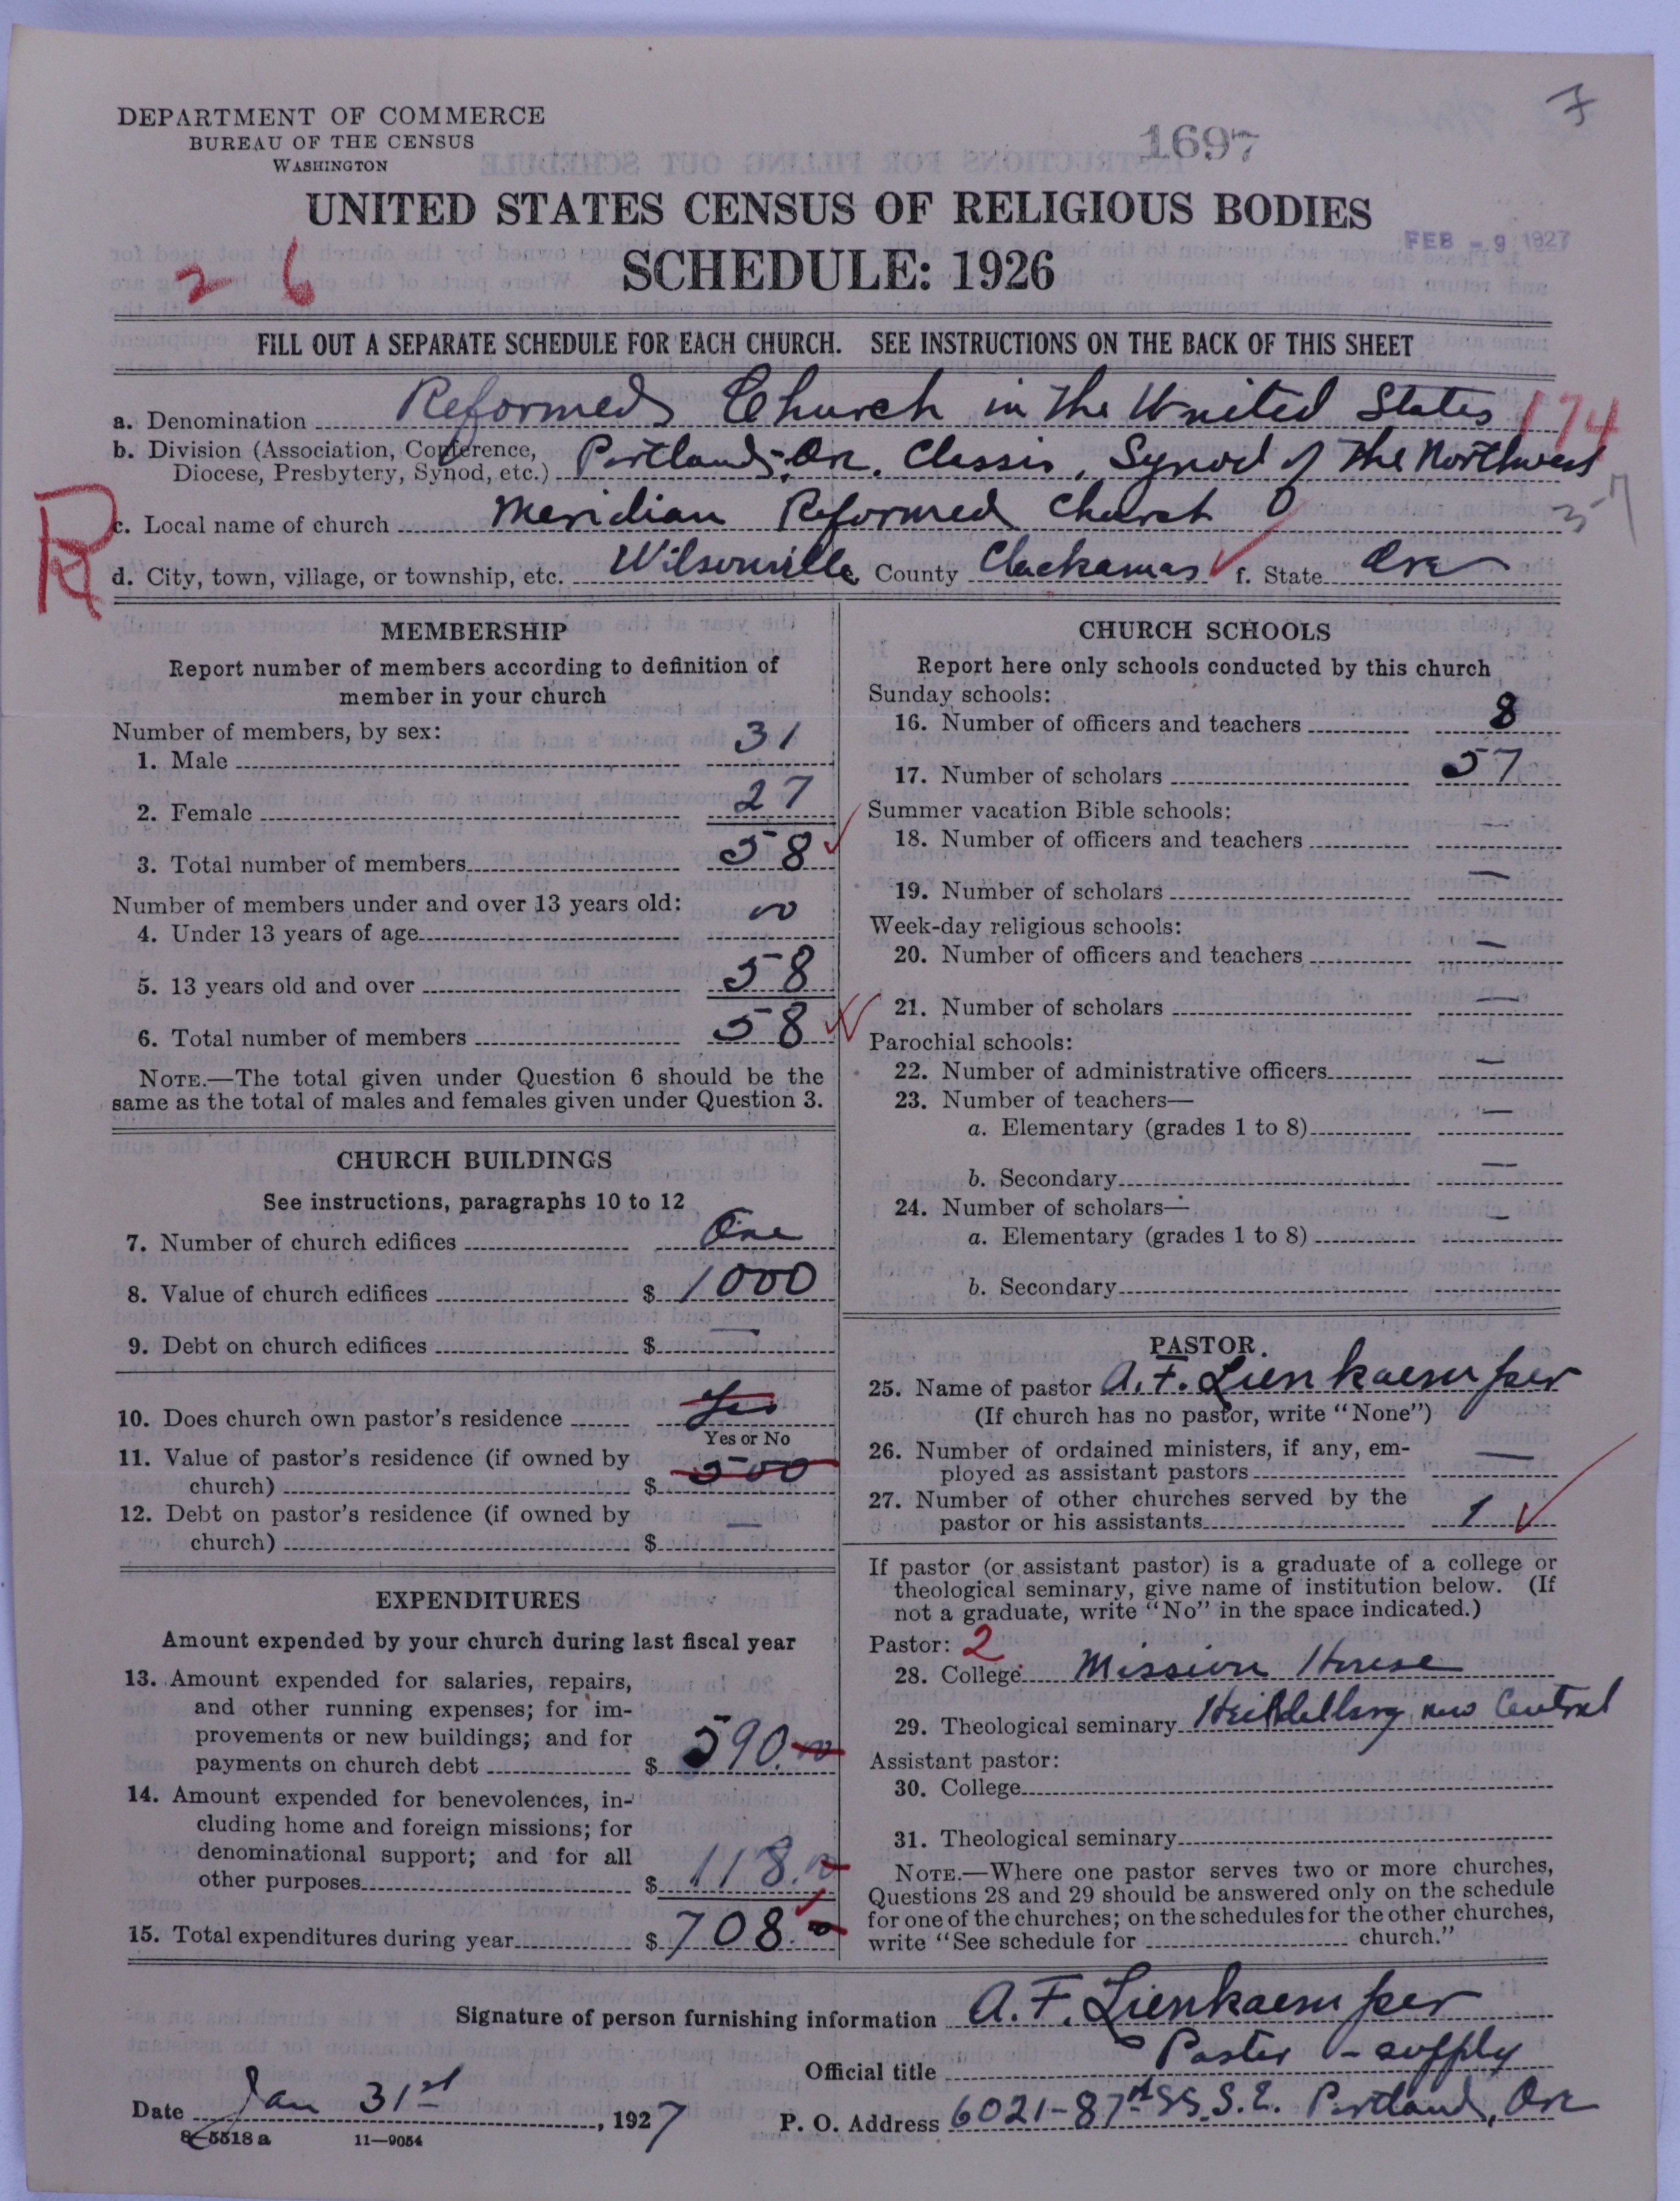 7
DEPARTMENT OF COMMERCE
BUREAU OF THE CENSUS
WASHINGTON
1697
UNITED STATES CENSUS OF RELIGIOUS BODIES
FEB - 9 1927
2 6
SCHEDULE: 1926
FILL OUT A SEPARATE SCHEDULE FOR EACH CHURCH. SEE INSTRUCTIONS ON THE BACK OF THIS SHEET
a. Denomination Reformed Church in the United States 174
b. Division (Association, Conference,
Diocese, Presbytery, Synod, etc.) Portland, Or. Classis, Synod of the Northwest
R
c. Local name of church Meridian Reformed Church
d. City, town, village, or township, etc. Wilsonville County Clackamas f. State Ore
MEMBERSHIP
Report number of members according to definition of
member in your church
Number of members, by sex:
1. Male 31
2. Female 27
3. Total number of members 58
Number of members under and over 13 years old:
4. Under 13 years of age
5. 13 years old and over 58
6. Total number of members 58
NOTE.—The total given under Question 6 should be the
same as the total of males and females given under Question 3.
CHURCH BUILDINGS
See instructions, paragraphs 10 to 12
7. Number of church edifices One
8. Value of church edifices $ 1000
9. Debt on church edifices $ —
10. Does church own pastor's residence Yes
Yes or No
11. Value of pastor's residence (if owned by
church) $ 500
12. Debt on pastor's residence (if owned by
church) $ —
EXPENDITURES
Amount expended by your church during last fiscal year
13. Amount expended for salaries, repairs,
and other running expenses; for im-
provements or new buildings; and for
payments on church debt $ 590.00
14. Amount expended for benevolences, in-
cluding home and foreign missions; for
denominational support; and for all
other purposes $ 118.00
15. Total expenditures during year $ 708.00
CHURCH SCHOOLS
Report here only schools conducted by this church
Sunday schools:
16. Number of officers and teachers 8
17. Number of scholars 57
Summer vacation Bible schools:
18. Number of officers and teachers —
19. Number of scholars —
Week-day religious schools:
20. Number of officers and teachers —
21. Number of scholars —
Parochial schools:
22. Number of administrative officers —
23. Number of teachers—
a. Elementary (grades 1 to 8) —
b. Secondary —
24. Number of scholars—
a. Elementary (grades 1 to 8) —
b. Secondary
PASTOR.
25. Name of pastor A. F. Lienkaemper
(If church has no pastor, write "None")
26. Number of ordained ministers, if any, em-
ployed as assistant pastors —
27. Number of other churches served by the
pastor or his assistants 1
If pastor (or assistant pastor) is a graduate of a college or
theological seminary, give name of institution below. (If
not a graduate, write "No" in the space indicated.)
Pastor: 2
28. College Mission House
29. Theological seminary Heidelberg now Central
Assistant pastor:
30. College
31. Theological seminary
NOTE.—Where one pastor serves two or more churches,
Questions 28 and 29 should be answered only on the schedule
for one of the churches; on the schedules for the other churches,
write "See schedule for church."
Signature of person furnishing information A. F. Lienkaemper
Official title Pastor - supply
Date Jan 31st, 1927 P. O. Address 6021-87th S.E. Portland, Ore
8-5518 a 11-9054